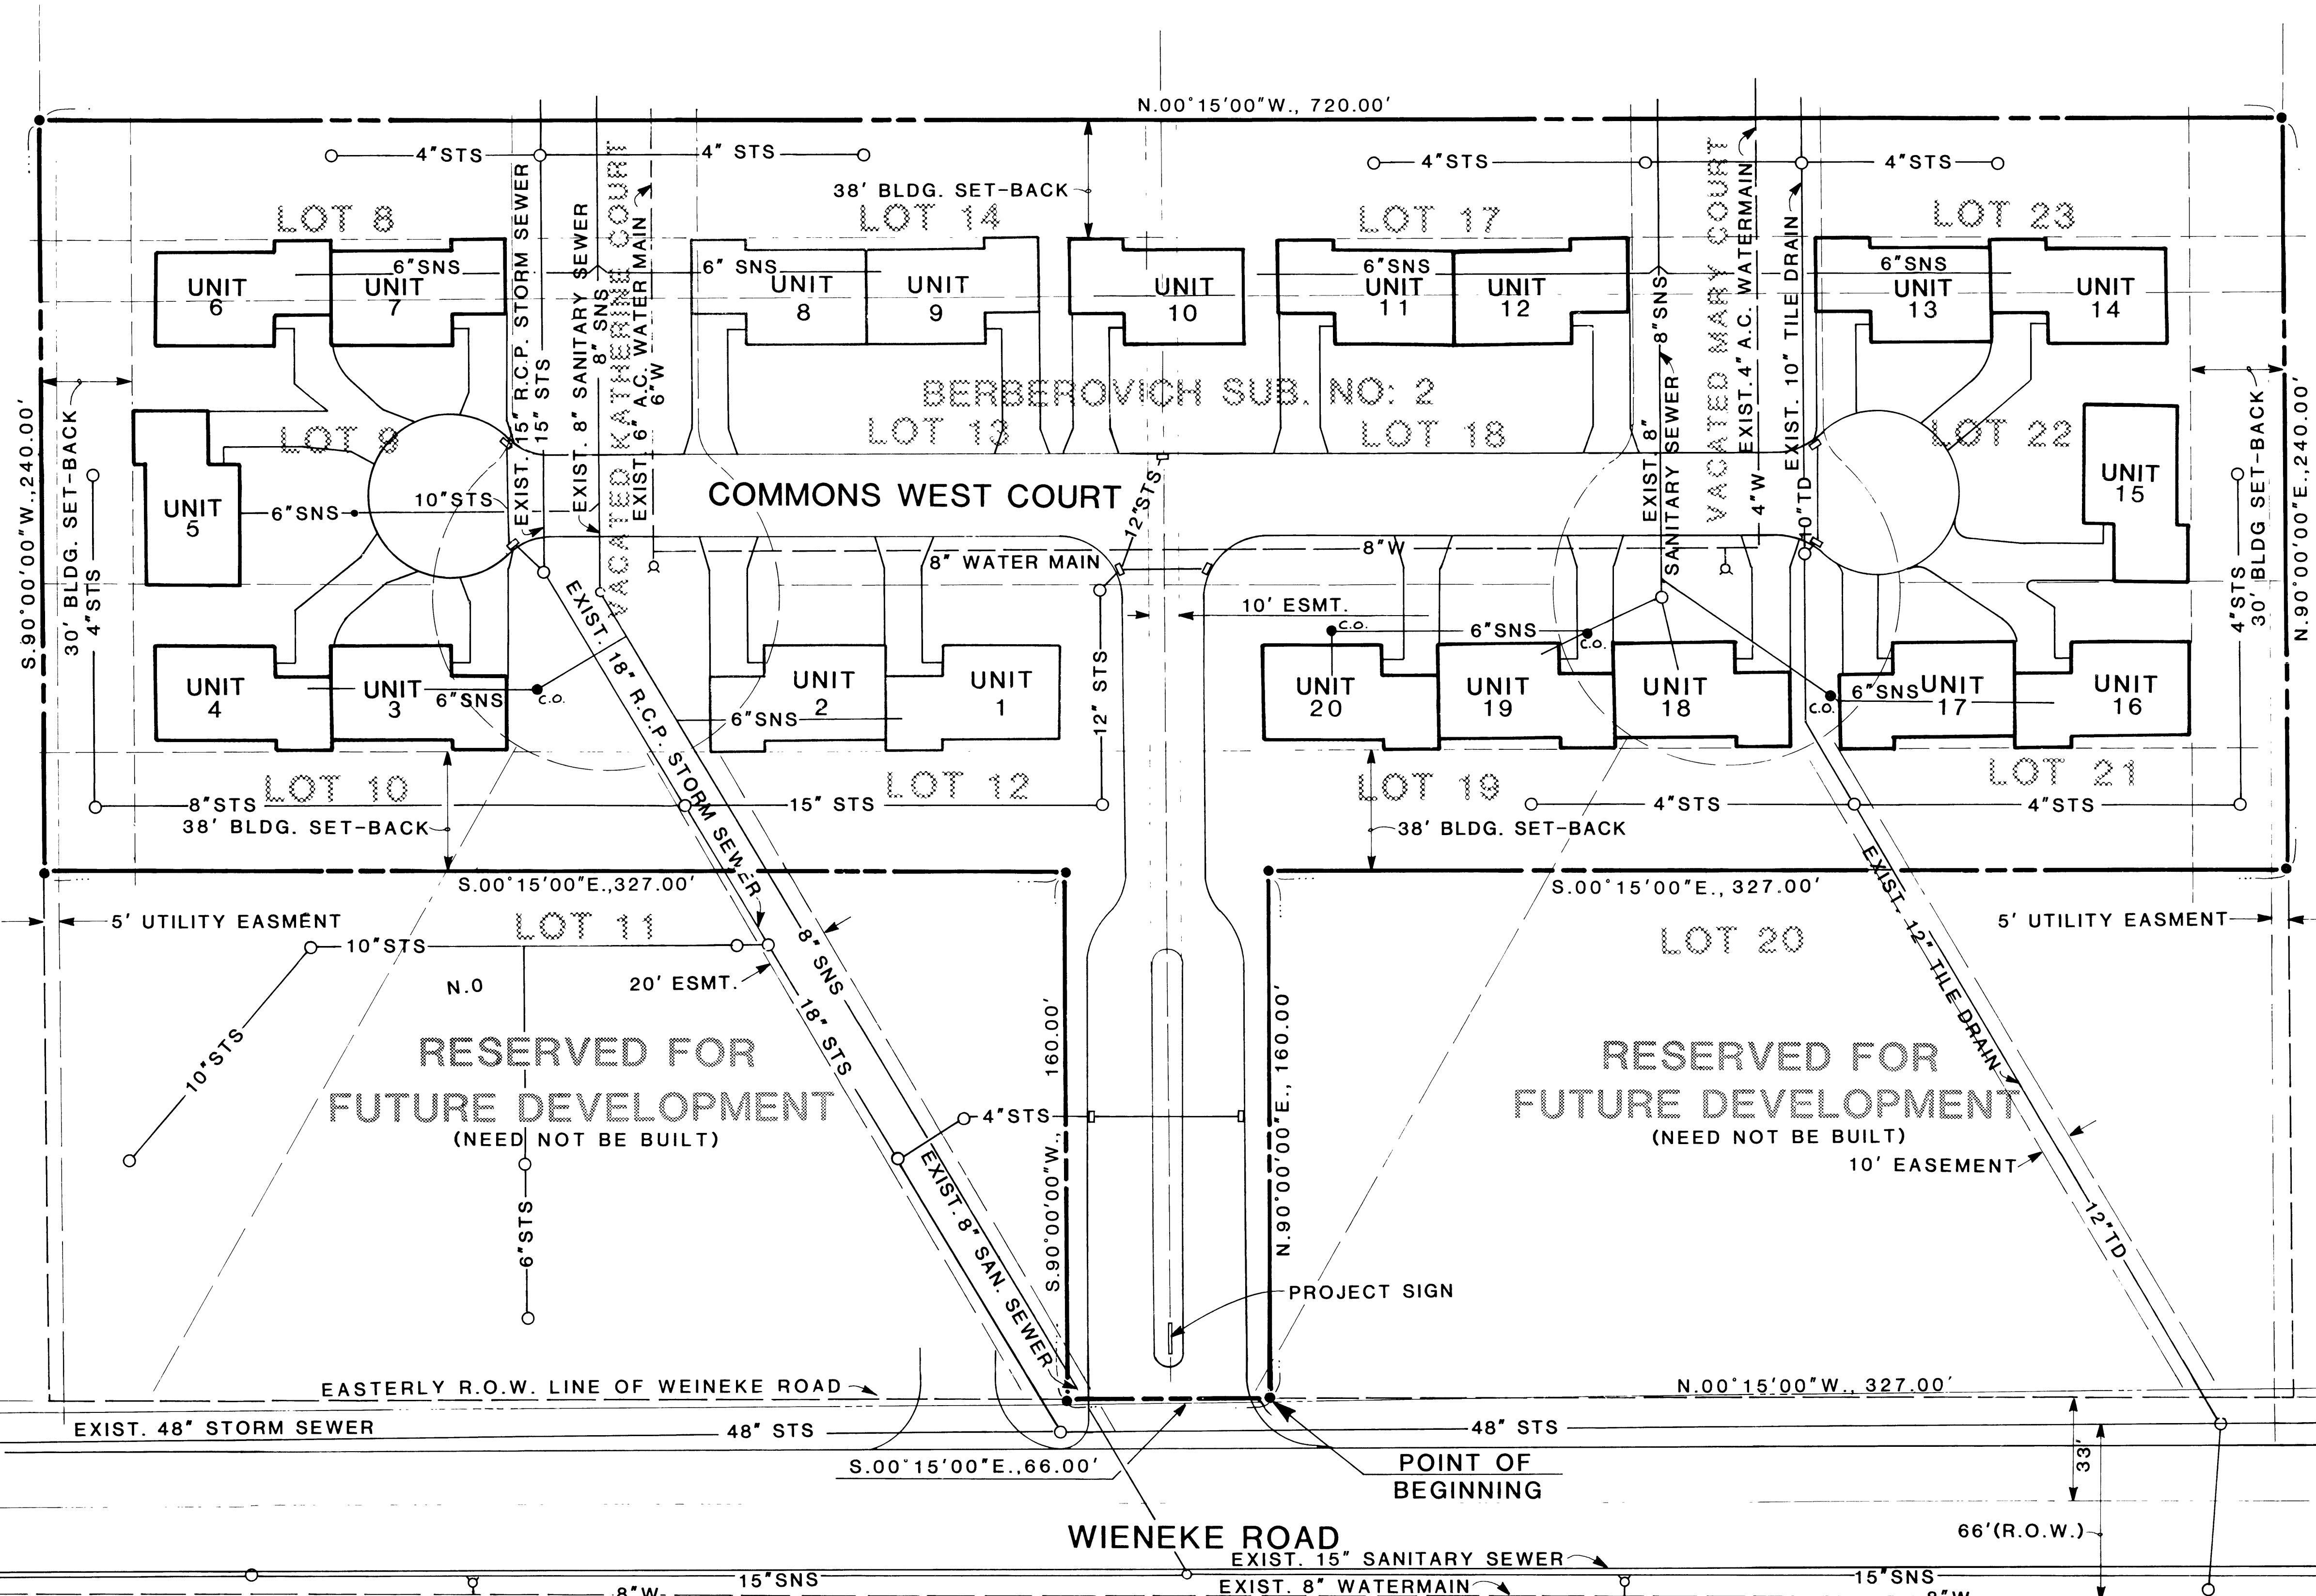 N.00°15'00"W., 720.00'
4"STS
4" STS
4"STS
4"STS
38' BLDG. SET-BACK
LOT 8
LOT 14
LOT 17
LOT 23
EXIST. 15" R.C.P. STORM SEWER
15" STS
EXIST. 8" SANITARY SEWER
8" SNS
VACATED KATHERINE COURT
EXIST. 6" A.C. WATER MAIN
6"W
EXIST. 8"
SANITARY SEWER
8"SNS
VACATED MARY COURT
EXIST. 4" A.C. WATERMAIN
4"W
EXIST. 10" TILE DRAIN
10"TD
6"SNS
6" SNS
6"SNS
6"SNS
UNIT
6
UNIT
7
UNIT
8
UNIT
9
UNIT
10
UNIT
11
UNIT
12
UNIT
13
UNIT
14
BERBEROVICH SUB. NO: 2
LOT 9
LOT 13
LOT 18
LOT 22
S.90°00'00"W.,240.00'
30' BLDG. SET-BACK
4"STS
UNIT
5
6"SNS
10"STS
COMMONS WEST COURT
12"STS
8" WATER MAIN
8"W
10' ESMT.
UNIT
15
4"STS
30' BLDG. SET-BACK
N.90°00'00"E.,240.00'
UNIT
4
UNIT
3
6"SNS
C.O.
EXIST. 18" R.C.P. STORM SEWER
6"SNS
UNIT
2
UNIT
1
12" STS
C.O.
6"SNS
C.O.
UNIT
20
UNIT
19
UNIT
18
C.O.
6"SNS
UNIT
17
UNIT
16
LOT 10
LOT 12
LOT 19
LOT 21
8"STS
15" STS
4"STS
4"STS
38' BLDG. SET-BACK
38' BLDG. SET-BACK
S.00°15'00"E.,327.00'
S.00°15'00"E., 327.00'
5' UTILITY EASMENT
LOT 11
LOT 20
5' UTILITY EASMENT
10"STS
N.0
20' ESMT.
8" SNS
18" STS
EXIST. 12" TILE DRAIN
10"STS
RESERVED FOR
FUTURE DEVELOPMENT
(NEED NOT BE BUILT)
RESERVED FOR
FUTURE DEVELOPMENT
(NEED NOT BE BUILT)
10' EASEMENT
4"STS
6"STS
EXIST. 8" SAN. SEWER
S.90°00'00"W., 160.00'
N.90°00'00"E., 160.00'
12"TD
PROJECT SIGN
EASTERLY R.O.W. LINE OF WEINEKE ROAD
N.00°15'00"W., 327.00'
EXIST. 48" STORM SEWER
48" STS
48" STS
S.00°15'00"E.,66.00'
POINT OF
BEGINNING
33'
66'(R.O.W.)
WIENEKE ROAD
EXIST. 15" SANITARY SEWER
15"SNS
15"SNS
EXIST. 8" WATERMAIN
8"W
8"W